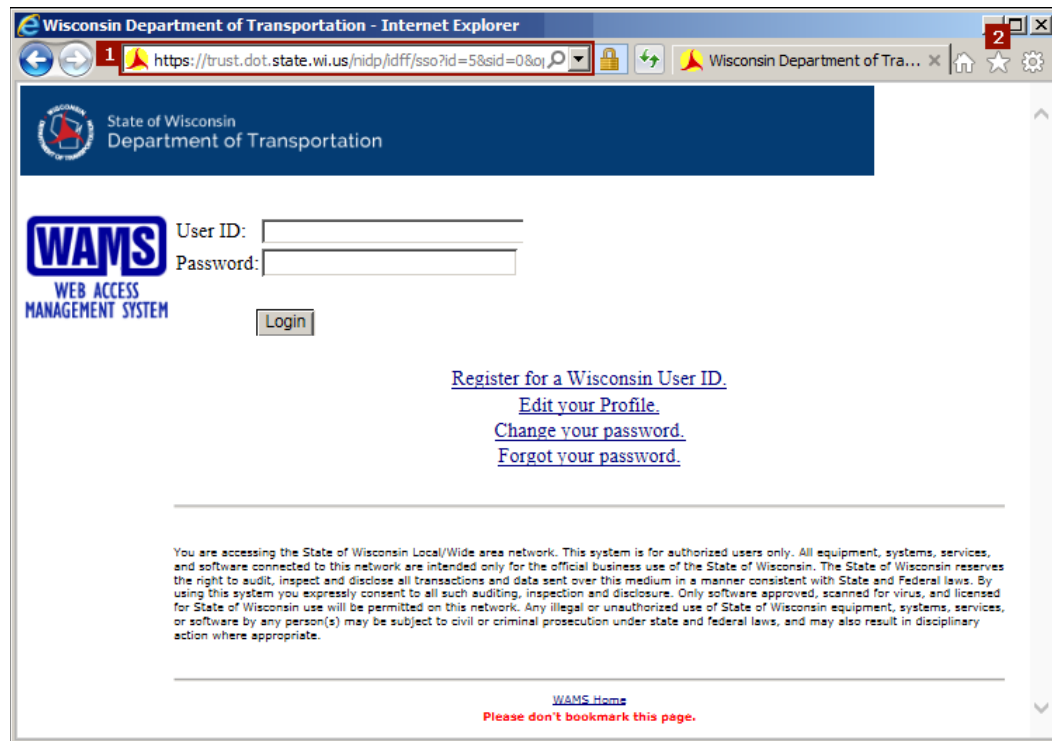 Wisconsin Department of Transportation - Internet Explorer
1
https://trust.dot.state.wi.us/nidp/idff/sso?id=5&sid=0&o
Wisconsin Department of Tra...
2
State of Wisconsin
Department of Transportation
WAMS
WEB ACCESS
MANAGEMENT SYSTEM
User ID:
Password:
Login
Register for a Wisconsin User ID.
Edit your Profile.
Change your password.
Forgot your password.
You are accessing the State of Wisconsin Local/Wide area network. This system is for authorized users only. All equipment, systems, services,
and software connected to this network are intended only for the official business use of the State of Wisconsin. The State of Wisconsin reserves
the right to audit, inspect and disclose all transactions and data sent over this medium in a manner consistent with State and Federal laws. By
using this system you expressly consent to all such auditing, inspection and disclosure. Only software approved, scanned for virus, and licensed
for State of Wisconsin use will be permitted on this network. Any illegal or unauthorized use of State of Wisconsin equipment, systems, services,
or software by any person(s) may be subject to civil or criminal prosecution under state and federal laws, and may also result in disciplinary
action where appropriate.
WAMS Home
Please don't bookmark this page.